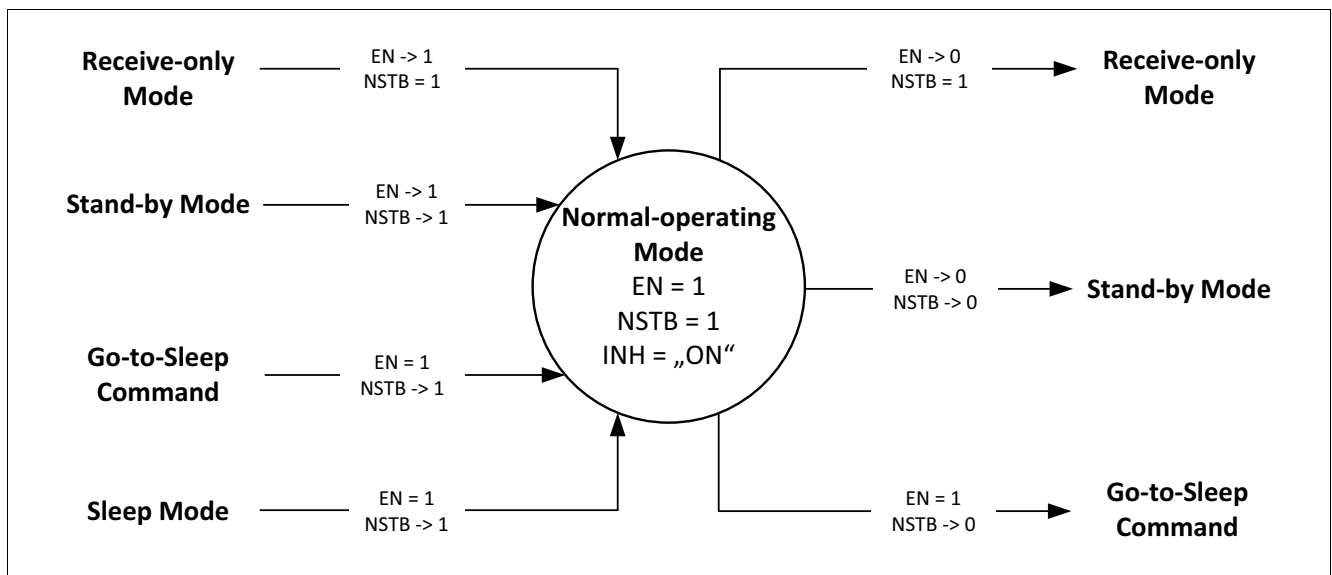 Receive-only
Mode
EN -> 1
NSTB = 1
EN -> 0
NSTB = 1
Receive-only
Mode
Stand-by Mode
EN -> 1
NSTB -> 1
Normal-operating
Mode
EN = 1
NSTB = 1
INH = „ON“
EN -> 0
NSTB -> 0
Stand-by Mode
Go-to-Sleep
Command
EN = 1
NSTB -> 1
Sleep Mode
EN = 1
NSTB -> 1
EN = 1
NSTB -> 0
Go-to-Sleep
Command